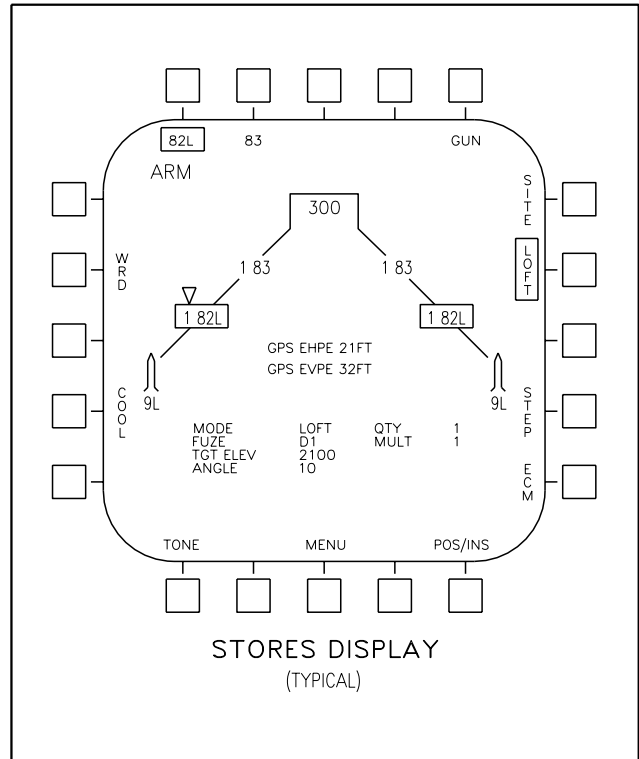 82L 83 GUN
ARM
SITE
300
WRD
1 83 1 83
LOFT
1 82L 1 82L
GPS EHPE 21FT
GPS EVPE 32FT
COOL
9L 9L
STEP
MODE LOFT QTY 1
FUZE D1 MULT 1
TGT ELEV 2100
ANGLE 10
ECM
TONE MENU POS/INS
STORES DISPLAY
(TYPICAL)